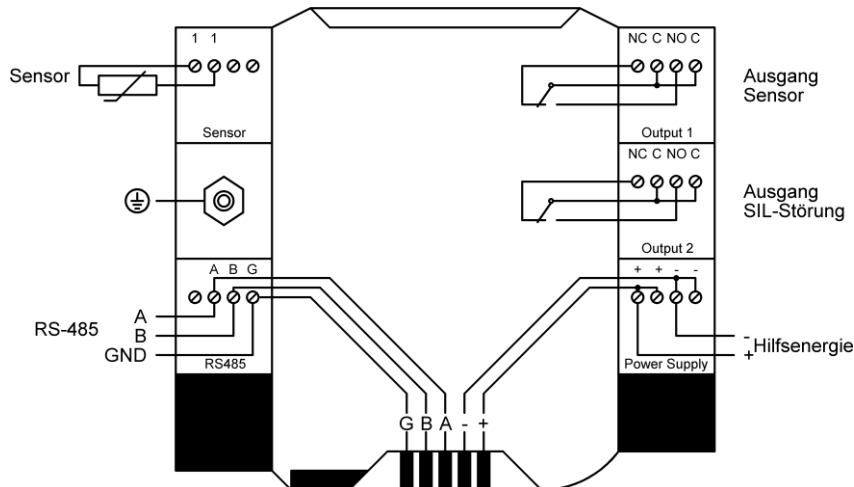 1 1
Sensor
Sensor
A B G
RS-485
A
B
GND
RS485
G B A - +
NC C NO C
Output 1
Ausgang
Sensor
NC C NO C
Output 2
Ausgang
SIL-Störung
+ + - -
Power Supply
-
+
Hilfsenergie